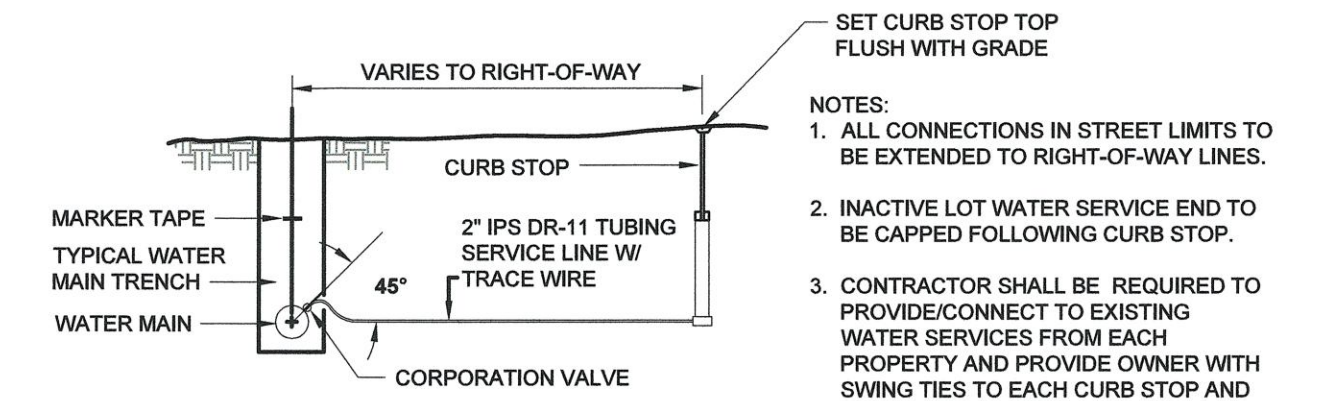 SET CURB STOP TOP
FLUSH WITH GRADE
VARIES TO RIGHT-OF-WAY
CURB STOP
MARKER TAPE
2" IPS DR-11 TUBING
SERVICE LINE W/
TRACE WIRE
TYPICAL WATER
MAIN TRENCH
45°
WATER MAIN
CORPORATION VALVE
NOTES:
1. ALL CONNECTIONS IN STREET LIMITS TO
BE EXTENDED TO RIGHT-OF-WAY LINES.
2. INACTIVE LOT WATER SERVICE END TO
BE CAPPED FOLLOWING CURB STOP.
3. CONTRACTOR SHALL BE REQUIRED TO
PROVIDE/CONNECT TO EXISTING
WATER SERVICES FROM EACH
PROPERTY AND PROVIDE OWNER WITH
SWING TIES TO EACH CURB STOP AND